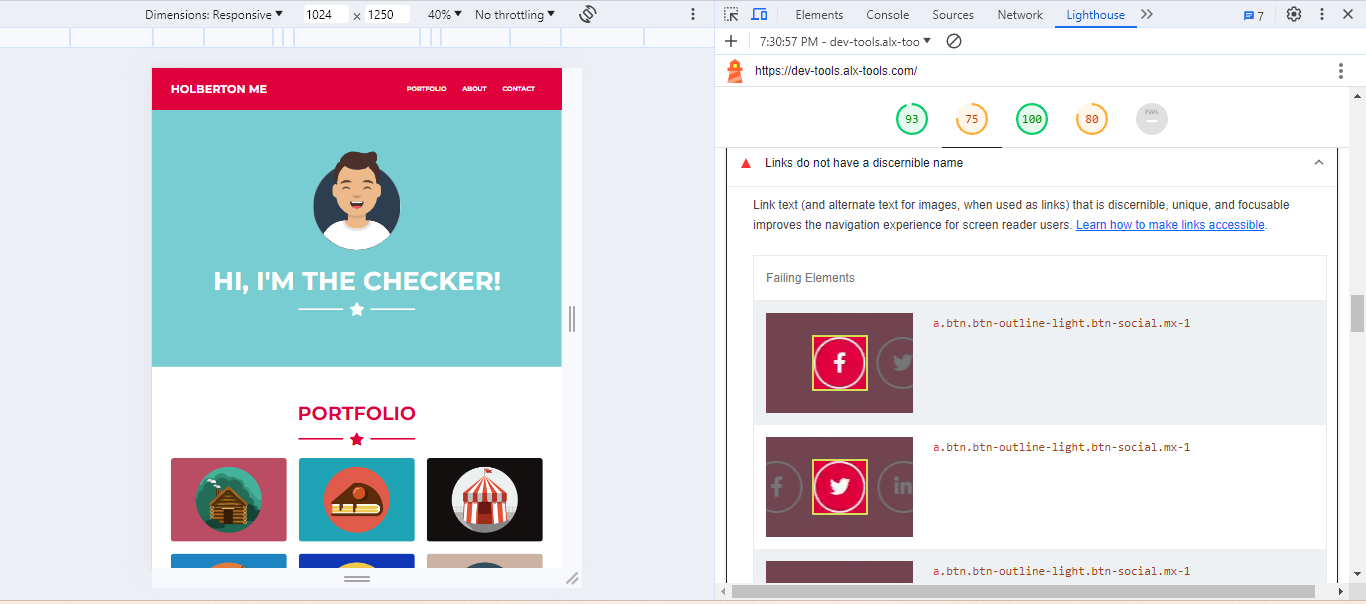 Dimensions: Responsive ▼ 1024 × 1250 40% ▼ No throttling ▼
Elements Console Sources Network Lighthouse 7
7:30:57 PM - dev-tools.alx-too ▼
https://dev-tools.alx-tools.com/
93 75 100 80
HOLBERTON ME PORTFOLIO ABOUT CONTACT
HI, I'M THE CHECKER!
PORTFOLIO
Links do not have a discernible name
Link text (and alternate text for images, when used as links) that is discernible, unique, and focusable
improves the navigation experience for screen reader users. Learn how to make links accessible.
Failing Elements
a.btn.btn-outline-light.btn-social.mx-1
a.btn.btn-outline-light.btn-social.mx-1
in
a.btn.btn-outline-light.btn-social.mx-1